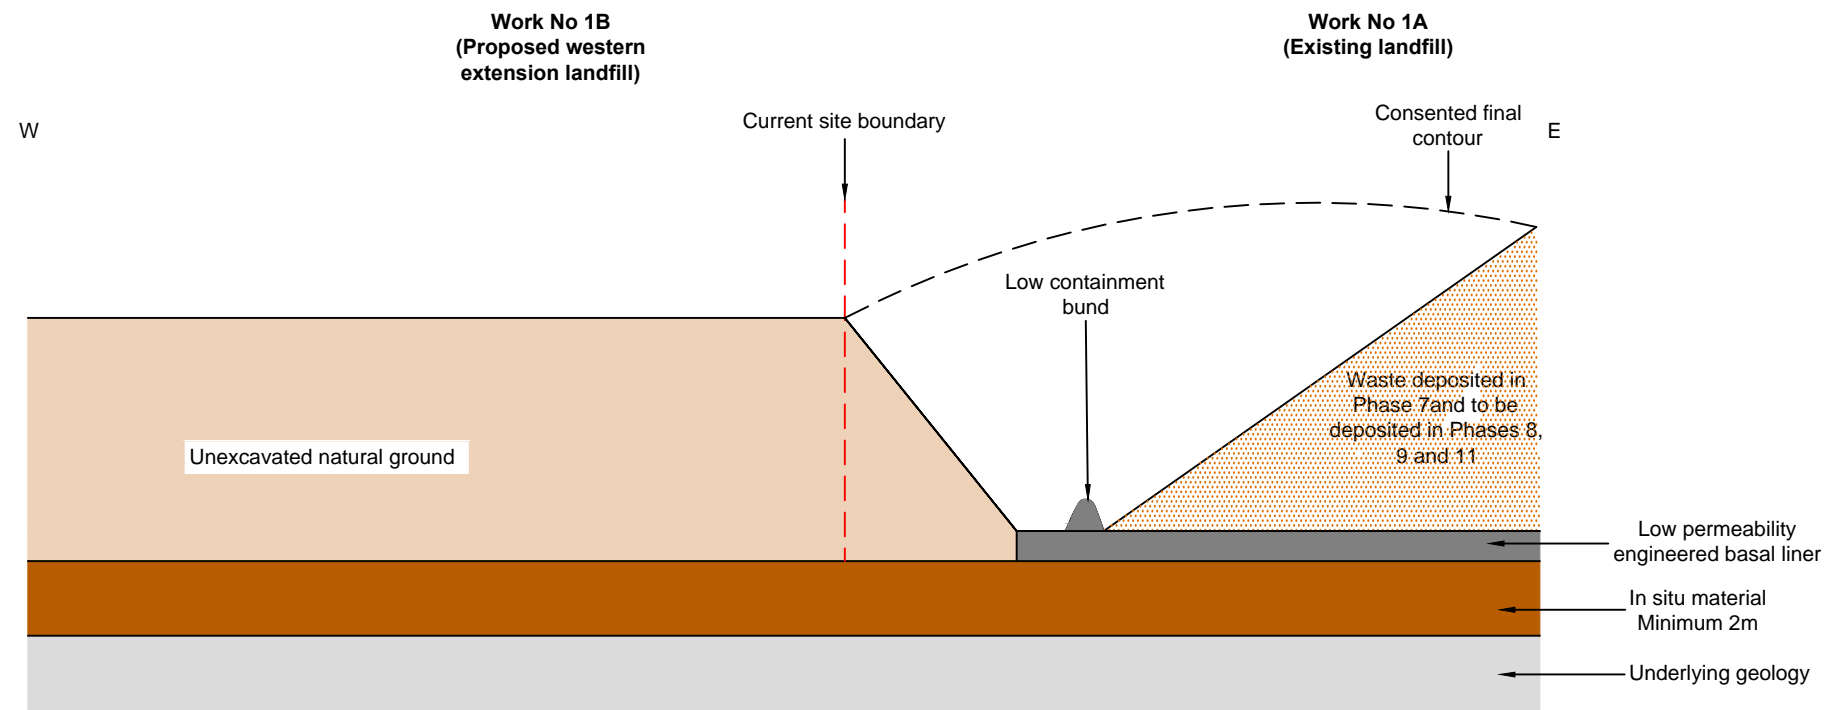 Work No 1B
(Proposed western
extension landfill)
Work No 1A
(Existing landfill)
W
Current site boundary
Consented final
contour
E
Low containment
bund
Waste deposited in
Phase 7and to be
deposited in Phases 8,
9 and 11
Unexcavated natural ground
Low permeability
engineered basal liner
In situ material
Minimum 2m
Underlying geology